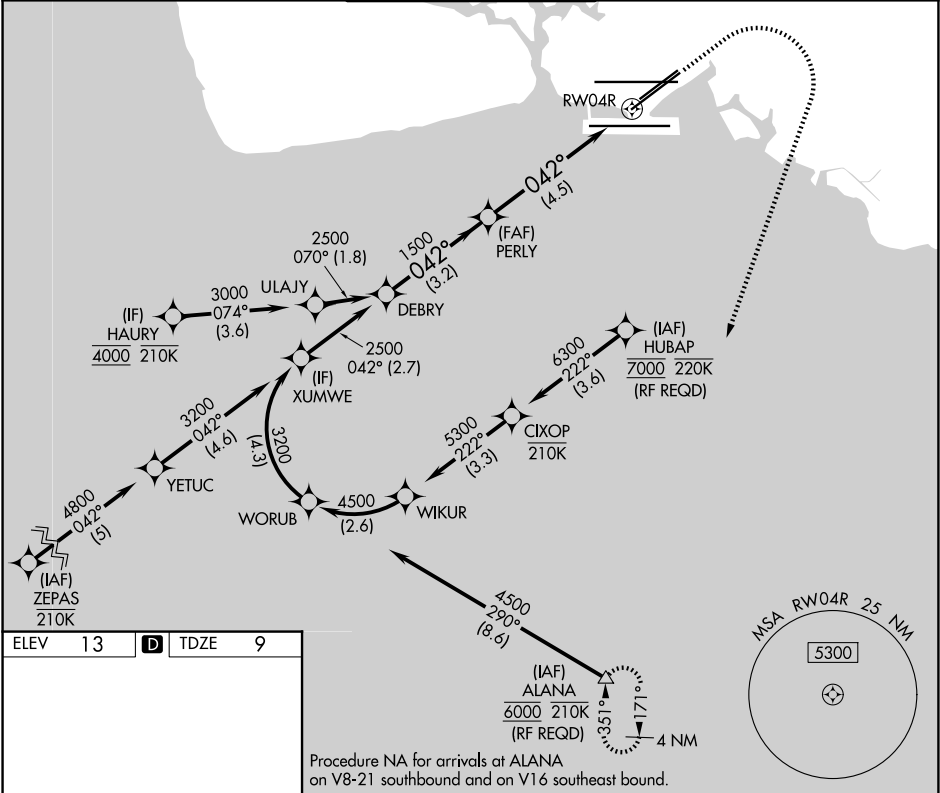 RW04R
042°
(4.5)
(FAF)
PERLY
1500
042°
(3.2)
2500
070° (1.8)
ULAJY
DEBRY
3000
074°
(3.6)
(IF)
HAURY
4000 210K
2500
042° (2.7)
(IF)
XUMWE
(IAF)
HUBAP
7000 220K
(RF REQD)
6300
222°
(3.6)
CIXOP
210K
5300
222°
(3.3)
3200
042°
(4.6)
3200
(4.3)
YETUC
WORUB
4500
(2.6)
WIKUR
4800
042°
(5)
(IAF)
ZEPAS
210K
4500
290°
(8.6)
(IAF)
ALANA
6000 210K
(RF REQD)
351°
171°
4 NM
MSA RW04R 25 NM
5300
ELEV 13 D TDZE 9
Procedure NA for arrivals at ALANA
on V8-21 southbound and on V16 southeast bound.